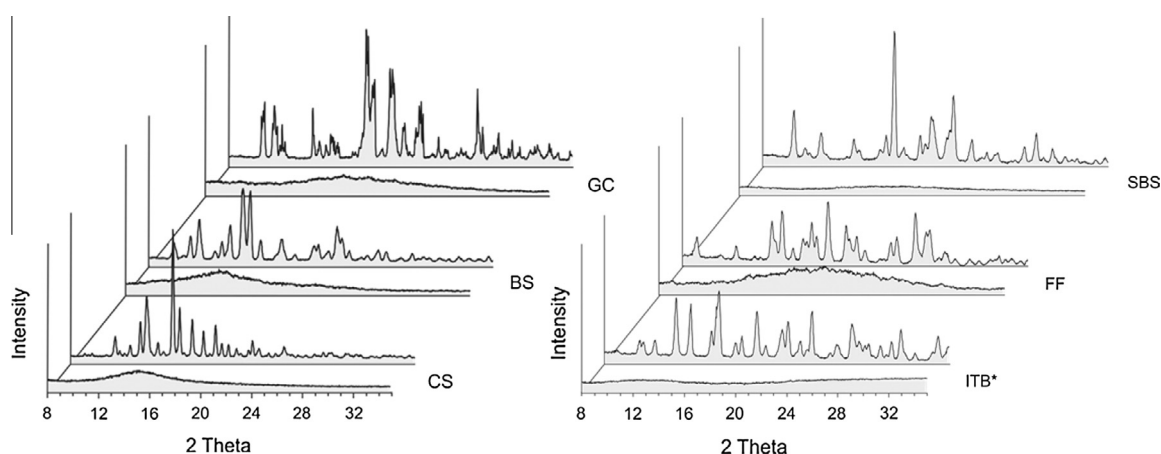 GC
BS
CS
Intensity
8 12 16 20 24 28 32
2 Theta
SBS
FF
ITB*
Intensity
8 12 16 20 24 28 32
2 Theta